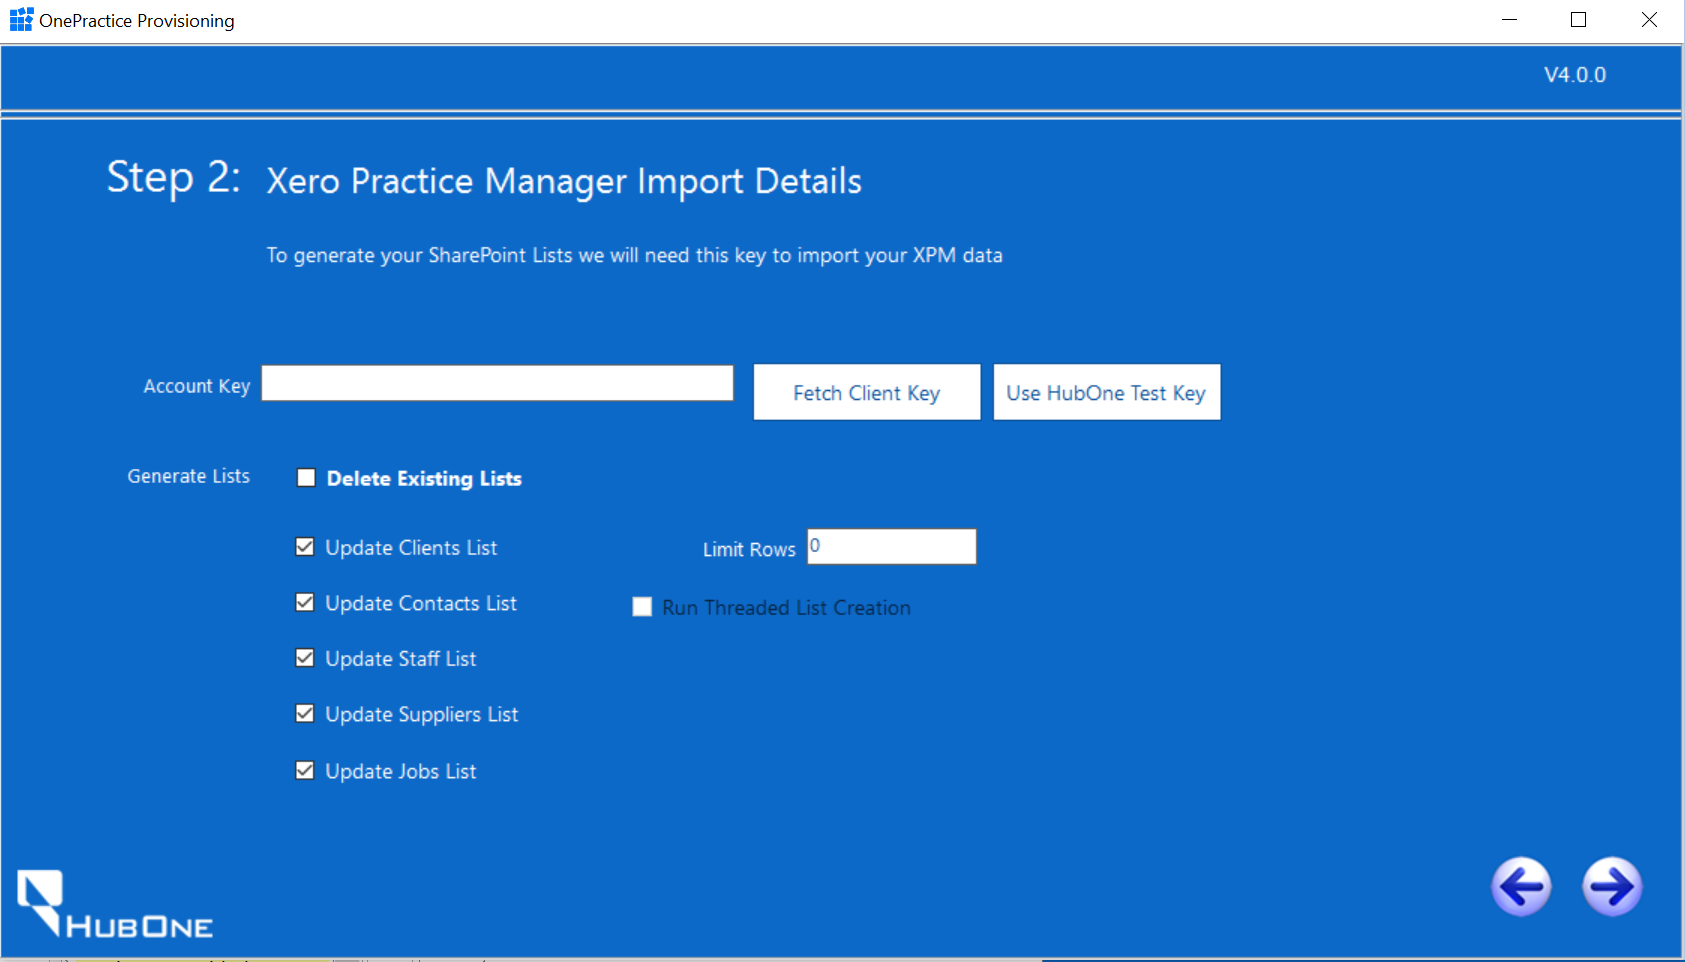 OnePractice Provisioning
V4.0.0
Step 2: Xero Practice Manager Import Details
To generate your SharePoint Lists we will need this key to import your XPM data
Account Key
Fetch Client Key
Use HubOne Test Key
Generate Lists
Delete Existing Lists
Update Clients List
Limit Rows 0
Update Contacts List
Run Threaded List Creation
Update Staff List
Update Suppliers List
Update Jobs List
HUBONE